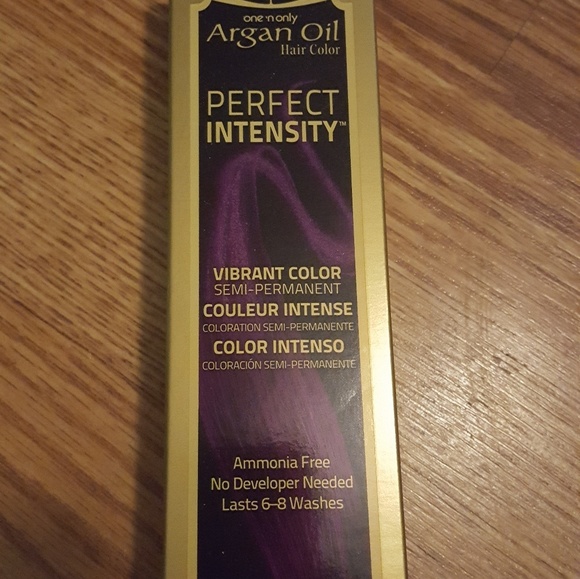 one 'n only
Argan Oil
Hair Color
PERFECT
INTENSITY™
VIBRANT COLOR
SEMI-PERMANENT
COULEUR INTENSE
COLORATION SEMI-PERMANENTE
COLOR INTENSO
COLORACIÓN SEMI-PERMANENTE
Ammonia Free
No Developer Needed
Lasts 6–8 Washes